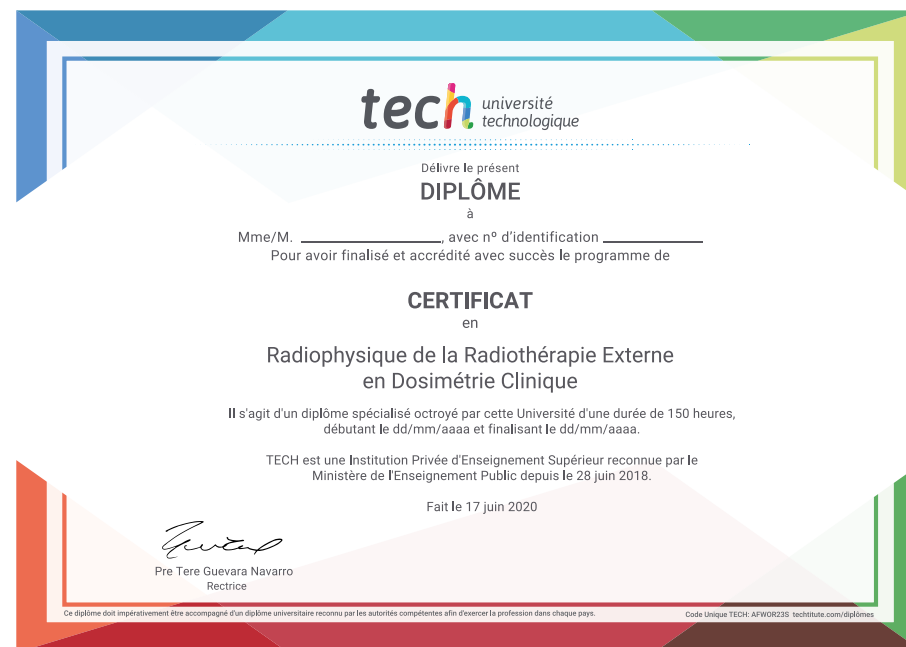 tech université
technologique
Délivre le présent
DIPLÔME
à
Mme/M. ____________________, avec nº d'identification ______________
Pour avoir finalisé et accrédité avec succès le programme de
CERTIFICAT
en
Radiophysique de la Radiothérapie Externe
en Dosimétrie Clinique
Il s'agit d'un diplôme spécialisé octroyé par cette Université d'une durée de 150 heures,
débutant le dd/mm/aaaa et finalisant le dd/mm/aaaa.
TECH est une Institution Privée d'Enseignement Supérieur reconnue par le
Ministère de l'Enseignement Public depuis le 28 juin 2018.
Fait le 17 juin 2020
Pre Tere Guevara Navarro
Rectrice
Ce diplôme doit impérativement être accompagné d'un diplôme universitaire reconnu par les autorités compétentes afin d'exercer la profession dans chaque pays.
Code Unique TECH: AFWOR23S techtitute.com/diplômes